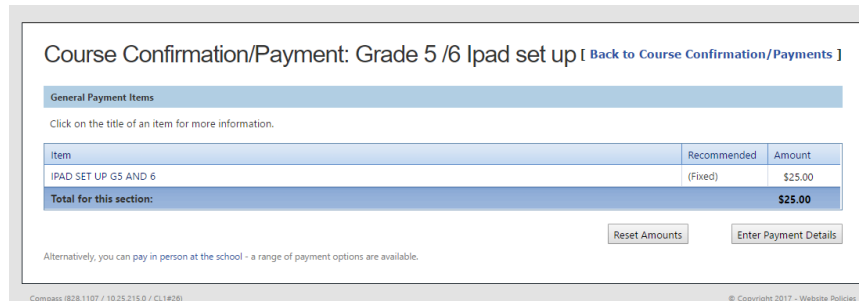 Course Confirmation/Payment: Grade 5 /6 Ipad set up [ Back to Course Confirmation/Payments ]
General Payment Items
Click on the title of an item for more information.
Item Recommended Amount
IPAD SET UP G5 AND 6 (Fixed) $25.00
Total for this section: $25.00
Reset Amounts Enter Payment Details
Alternatively, you can pay in person at the school - a range of payment options are available.
Compass (828.1107 / 10.25.215.0 / CL1#26) © Copyright 2017 - Website Policies